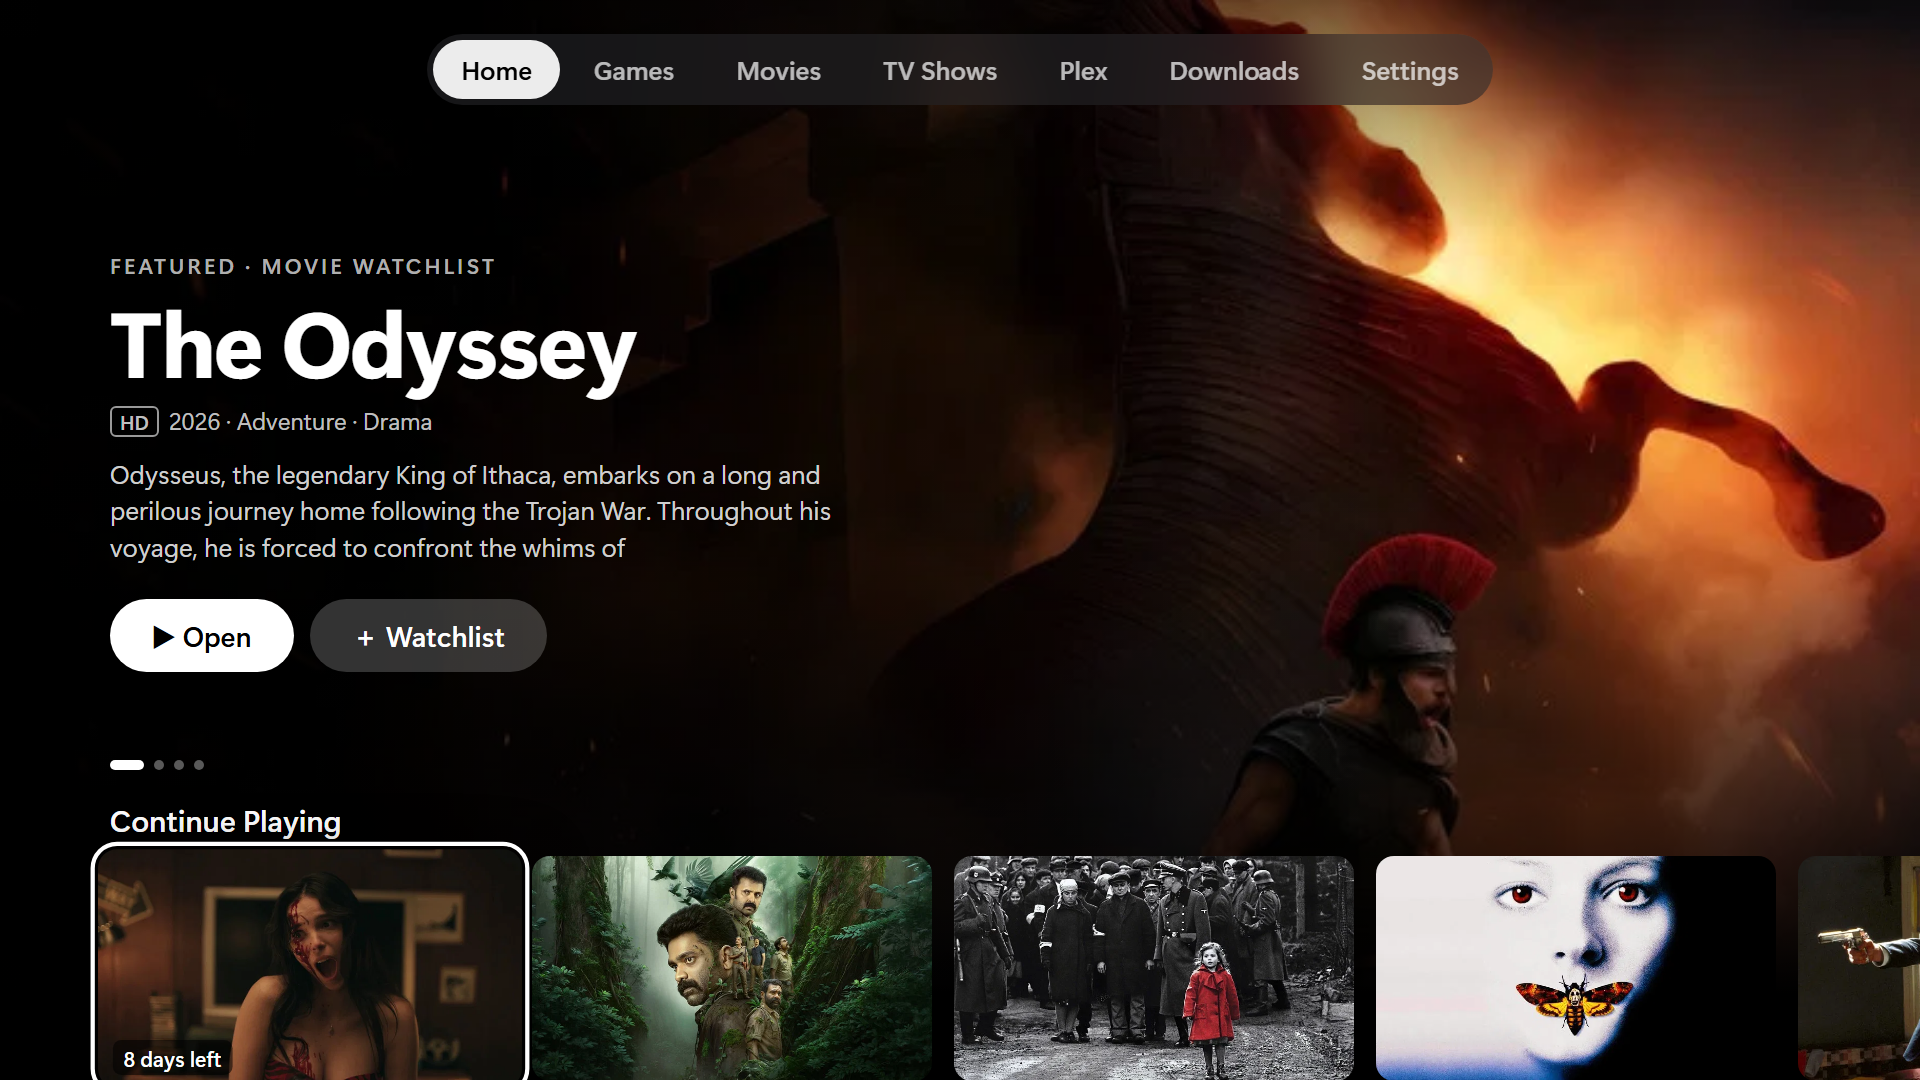 Home Games Movies TV Shows Plex Downloads Settings
FEATURED · MOVIE WATCHLIST
The Odyssey
HD 2026 · Adventure · Drama
Odysseus, the legendary King of Ithaca, embarks on a long and
perilous journey home following the Trojan War. Throughout his
voyage, he is forced to confront the whims of
Open + Watchlist
Continue Playing
8 days left